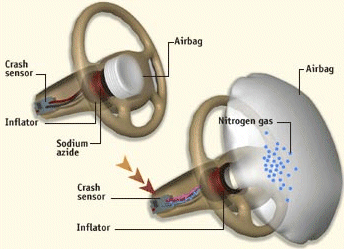 Airbag
Crash
sensor
Inflator
Sodium
azide
Airbag
Nitrogen gas
Crash
sensor
Inflator